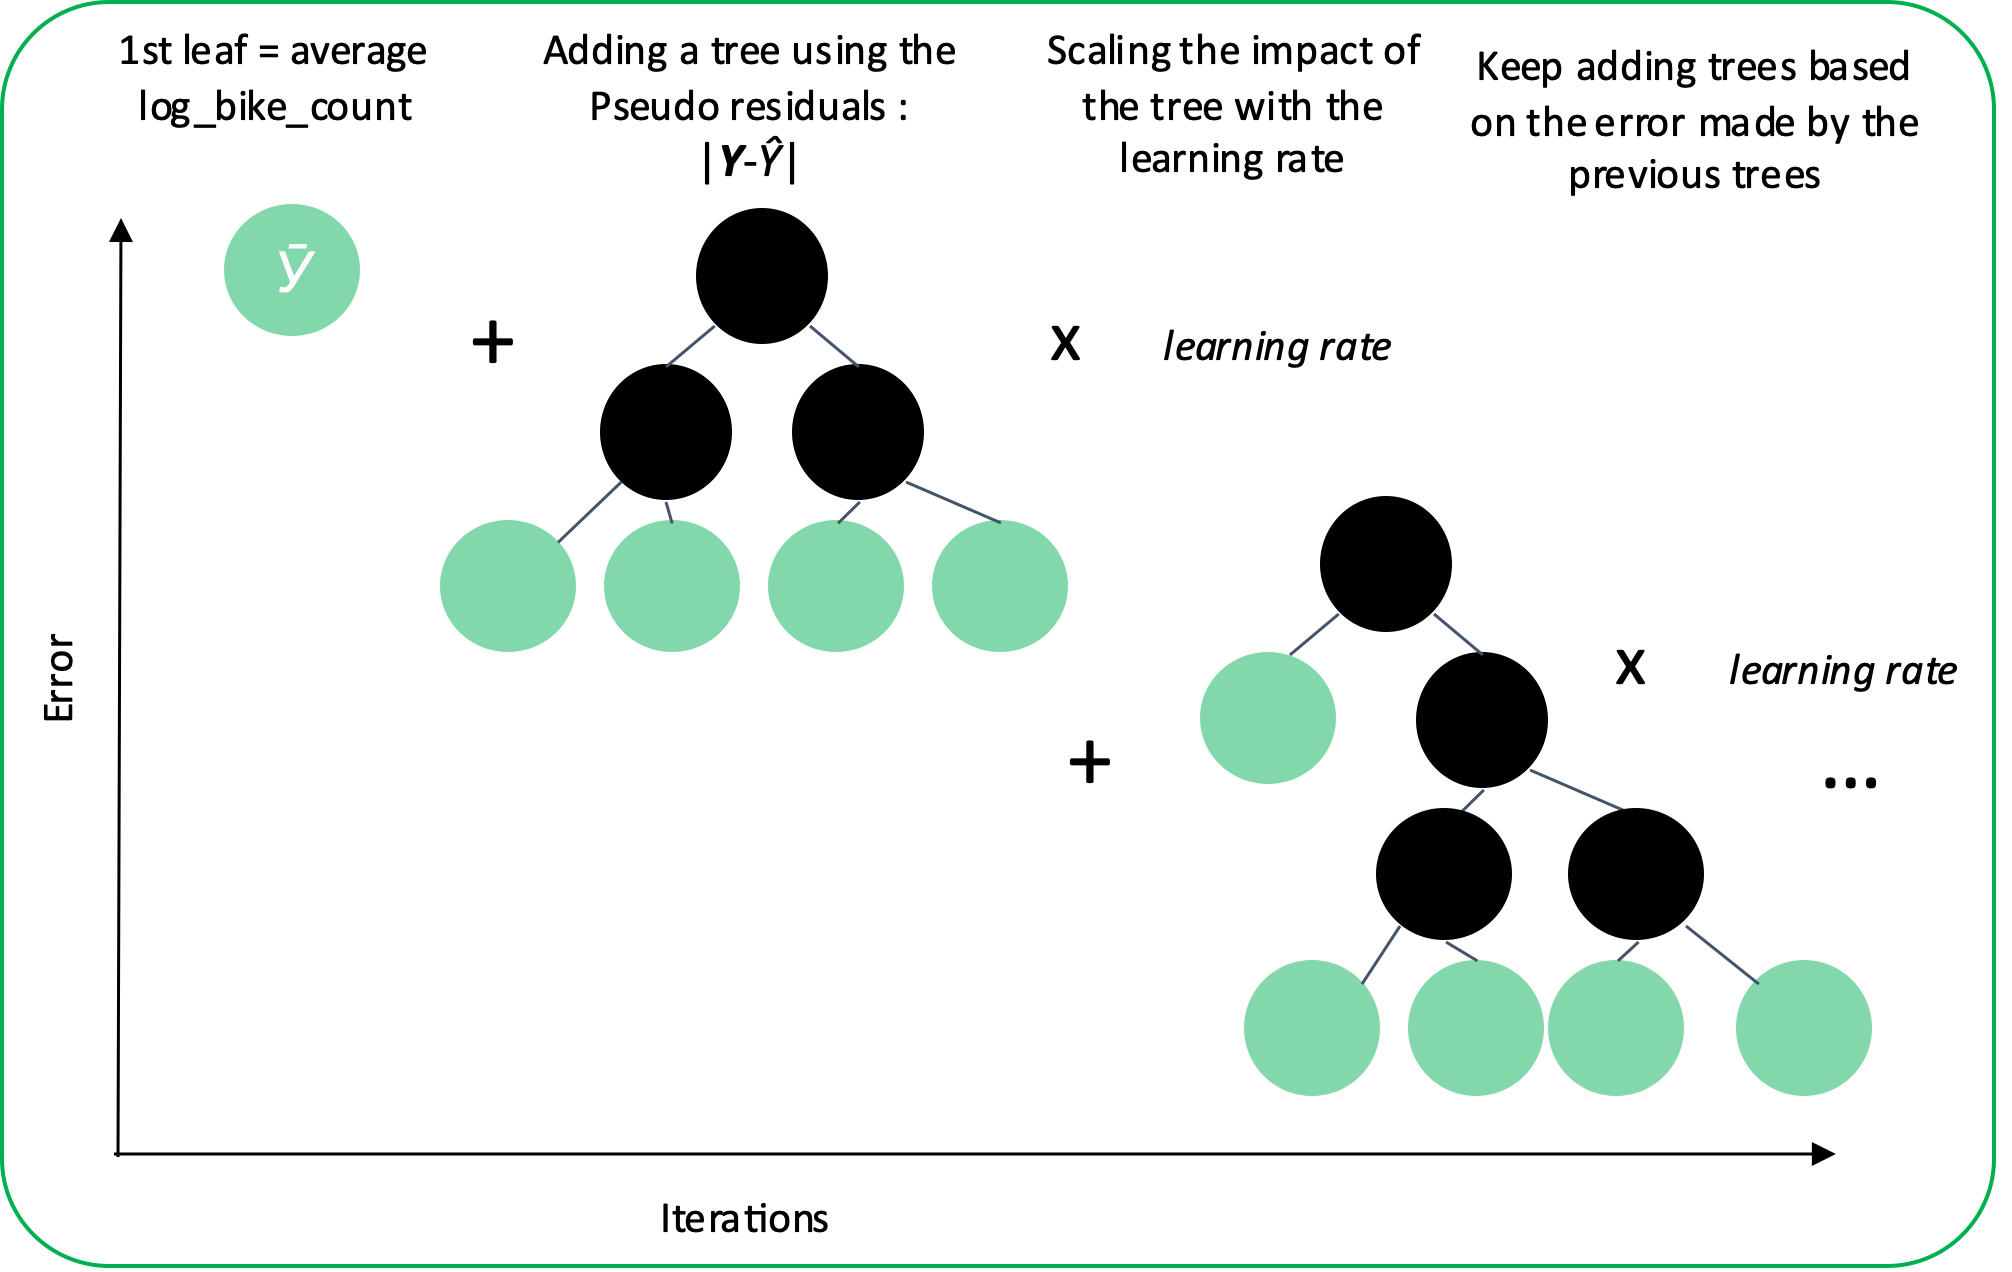 1st leaf = average
log_bike_count
Adding a tree using the
Pseudo residuals :
|Y-Ŷ|
Scaling the impact of
the tree with the
learning rate
Keep adding trees based
on the error made by the
previous trees
ȳ
+
X
learning rate
Error
+
X
learning rate
...
Iterations